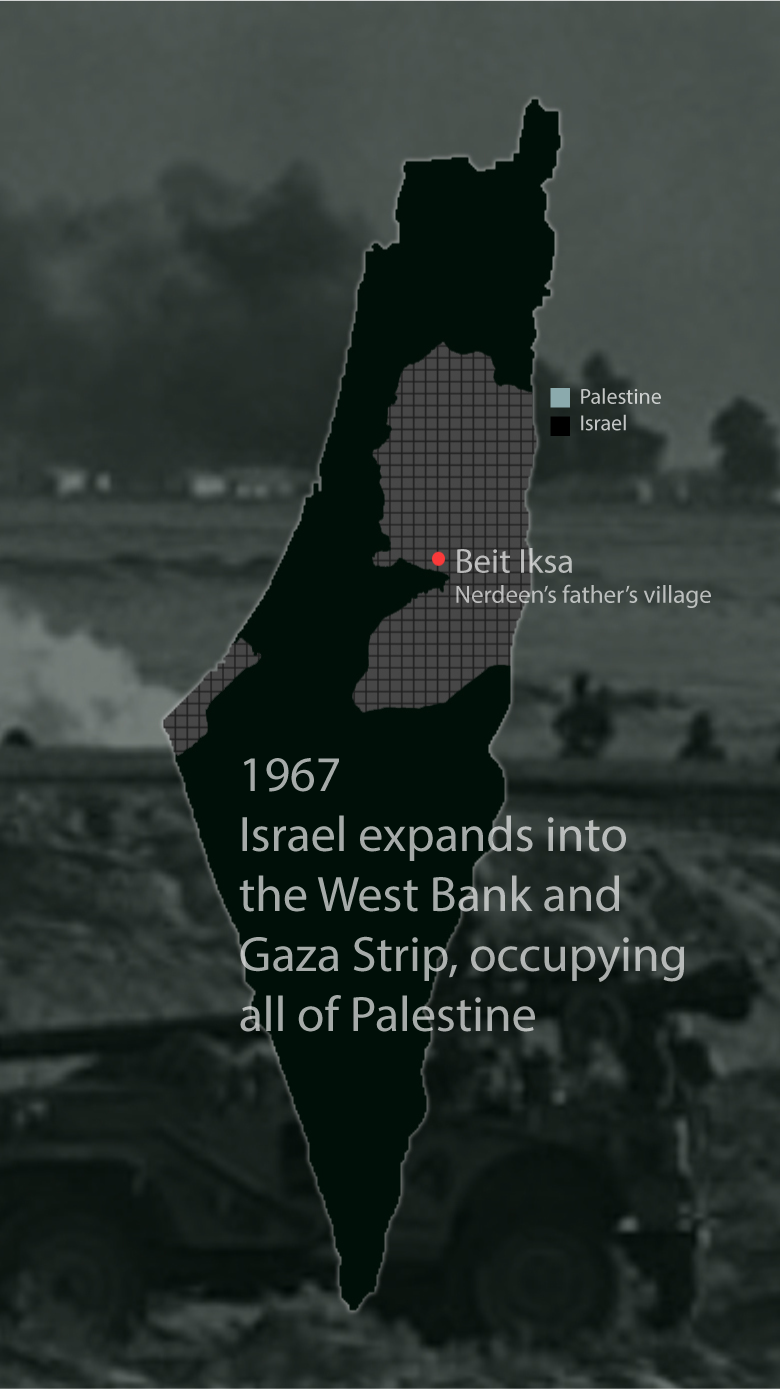 Palestine
Israel
Beit Iksa
Nerdeen's father's village
1967
Israel expands into
the West Bank and
Gaza Strip, occupying
all of Palestine